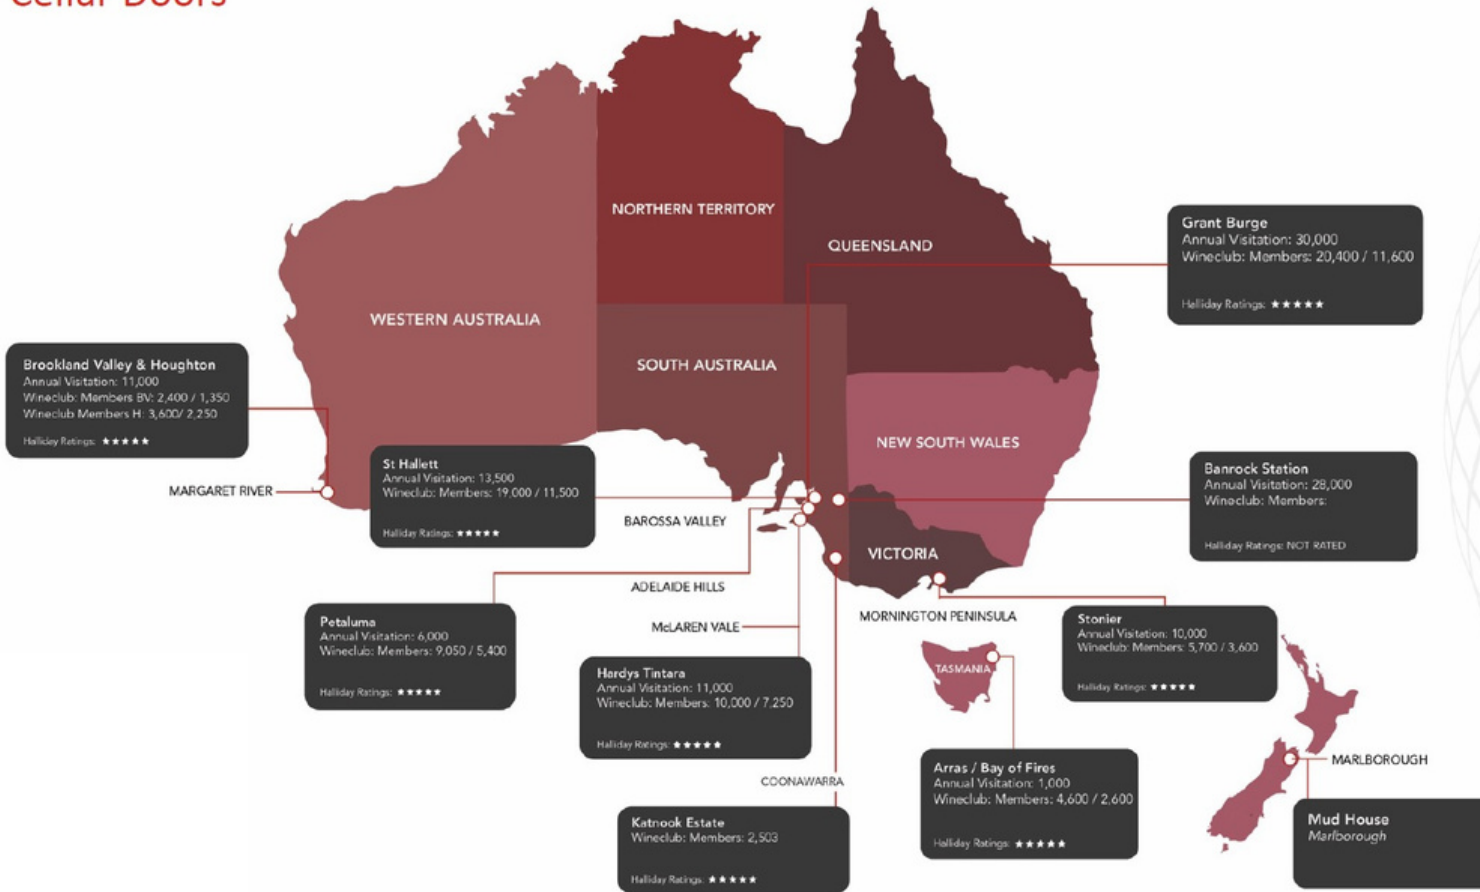 Cellar Doors
NORTHERN TERRITORY
QUEENSLAND
WESTERN AUSTRALIA
SOUTH AUSTRALIA
NEW SOUTH WALES
VICTORIA
TASMANIA
Grant Burge
Annual Visitation: 30,000
Wineclub: Members: 20,400 / 11,600
Halliday Ratings: ★★★★★
Brookland Valley & Houghton
Annual Visitation: 11,000
Wineclub: Members BV: 2,400 / 1,350
Wineclub Members H: 3,600/ 2,250
Halliday Ratings: ★★★★★
MARGARET RIVER
St Hallett
Annual Visitation: 13,500
Wineclub: Members: 19,000 / 11,500
Halliday Ratings: ★★★★★
BAROSSA VALLEY
Banrock Station
Annual Visitation: 28,000
Wineclub: Members:
Halliday Ratings: NOT RATED
ADELAIDE HILLS
Petaluma
Annual Visitation: 6,000
Wineclub: Members: 9,050 / 5,400
Halliday Ratings: ★★★★★
McLAREN VALE
Hardys Tintara
Annual Visitation: 11,000
Wineclub: Members: 10,000 / 7,250
Halliday Ratings: ★★★★★
MORNINGTON PENINSULA
Stonier
Annual Visitation: 10,000
Wineclub: Members: 5,700 / 3,600
Halliday Ratings: ★★★★★
COONAWARRA
Katnook Estate
Wineclub: Members: 2,503
Halliday Ratings: ★★★★★
Arras / Bay of Fires
Annual Visitation: 1,000
Wineclub: Members: 4,600 / 2,600
Halliday Ratings: ★★★★★
MARLBOROUGH
Mud House
Marlborough